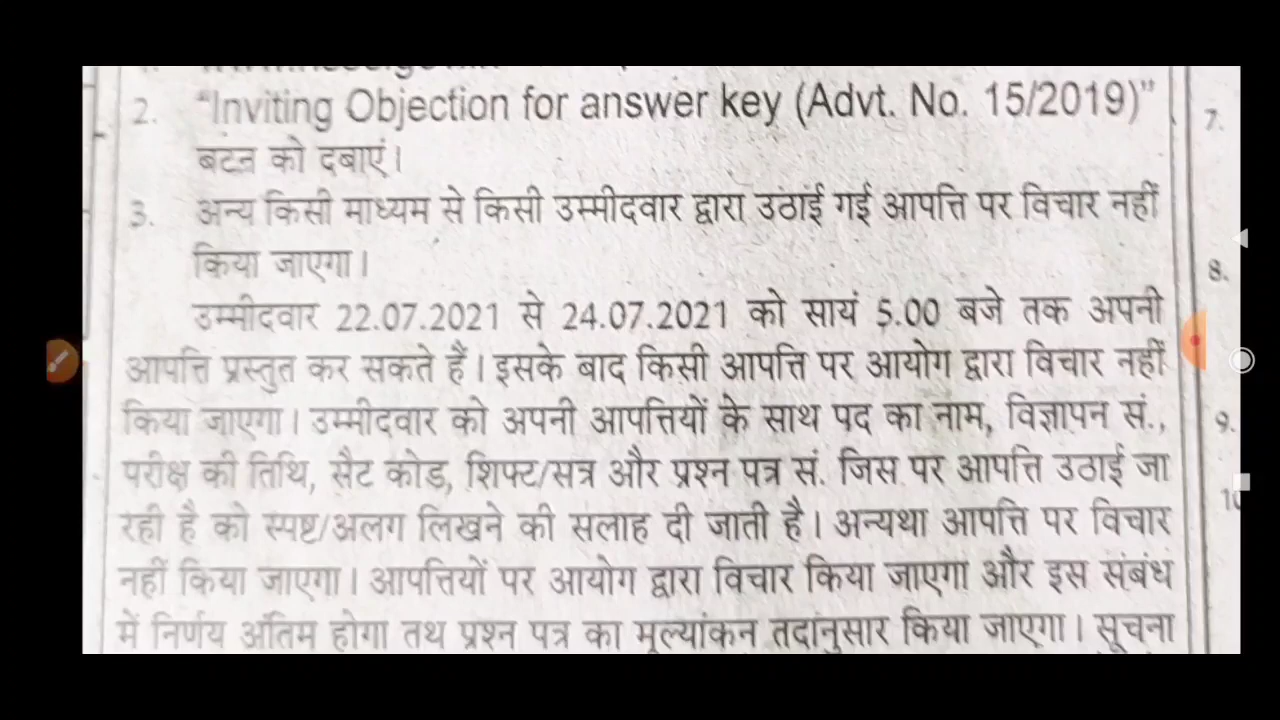 2. “Inviting Objection for answer key (Advt. No. 15/2019)”
बटन को दबाएं।
3. अन्य किसी माध्यम से किसी उम्मीदवार द्वारा उठाई गई आपत्ति पर विचार नहीं
किया जाएगा।
उम्मीदवार 22.07.2021 से 24.07.2021 को सायं 5.00 बजे तक अपनी
आपत्ति प्रस्तुत कर सकते हैं। इसके बाद किसी आपत्ति पर आयोग द्वारा विचार नहीं
किया जाएगा। उम्मीदवार को अपनी आपत्तियों के साथ पद का नाम, विज्ञापन सं.,
परीक्ष की तिथि, सैट कोड, शिफ्ट/सत्र और प्रश्न पत्र सं. जिस पर आपत्ति उठाई जा
रही है को स्पष्ट/अलग लिखने की सलाह दी जाती है। अन्यथा आपत्ति पर विचार
नहीं किया जाएगा। आपत्तियों पर आयोग द्वारा विचार किया जाएगा और इस संबंध
में निर्णय अंतिम होगा तथ प्रश्न पत्र का मूल्यांकन तदानुसार किया जाएगा। सूचना
7.
8.
9.
10